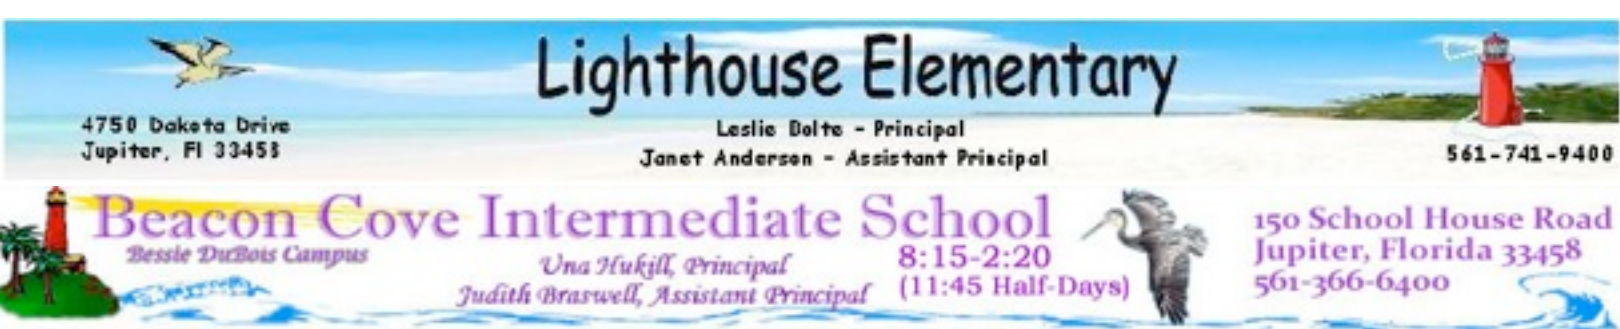 Lighthouse Elementary
4750 Dakota Drive
Jupiter, Fl 33458
Leslie Bolte - Principal
Janet Anderson - Assistant Principal
561-741-9400
Beacon Cove Intermediate School
Bessie DuBois Campus
Una Hukill, Principal
Judith Braswell, Assistant Principal
8:15-2:20
(11:45 Half-Days)
150 School House Road
Jupiter, Florida 33458
561-366-6400